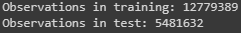 Observations in training: 12779389
Observations in test: 5481632